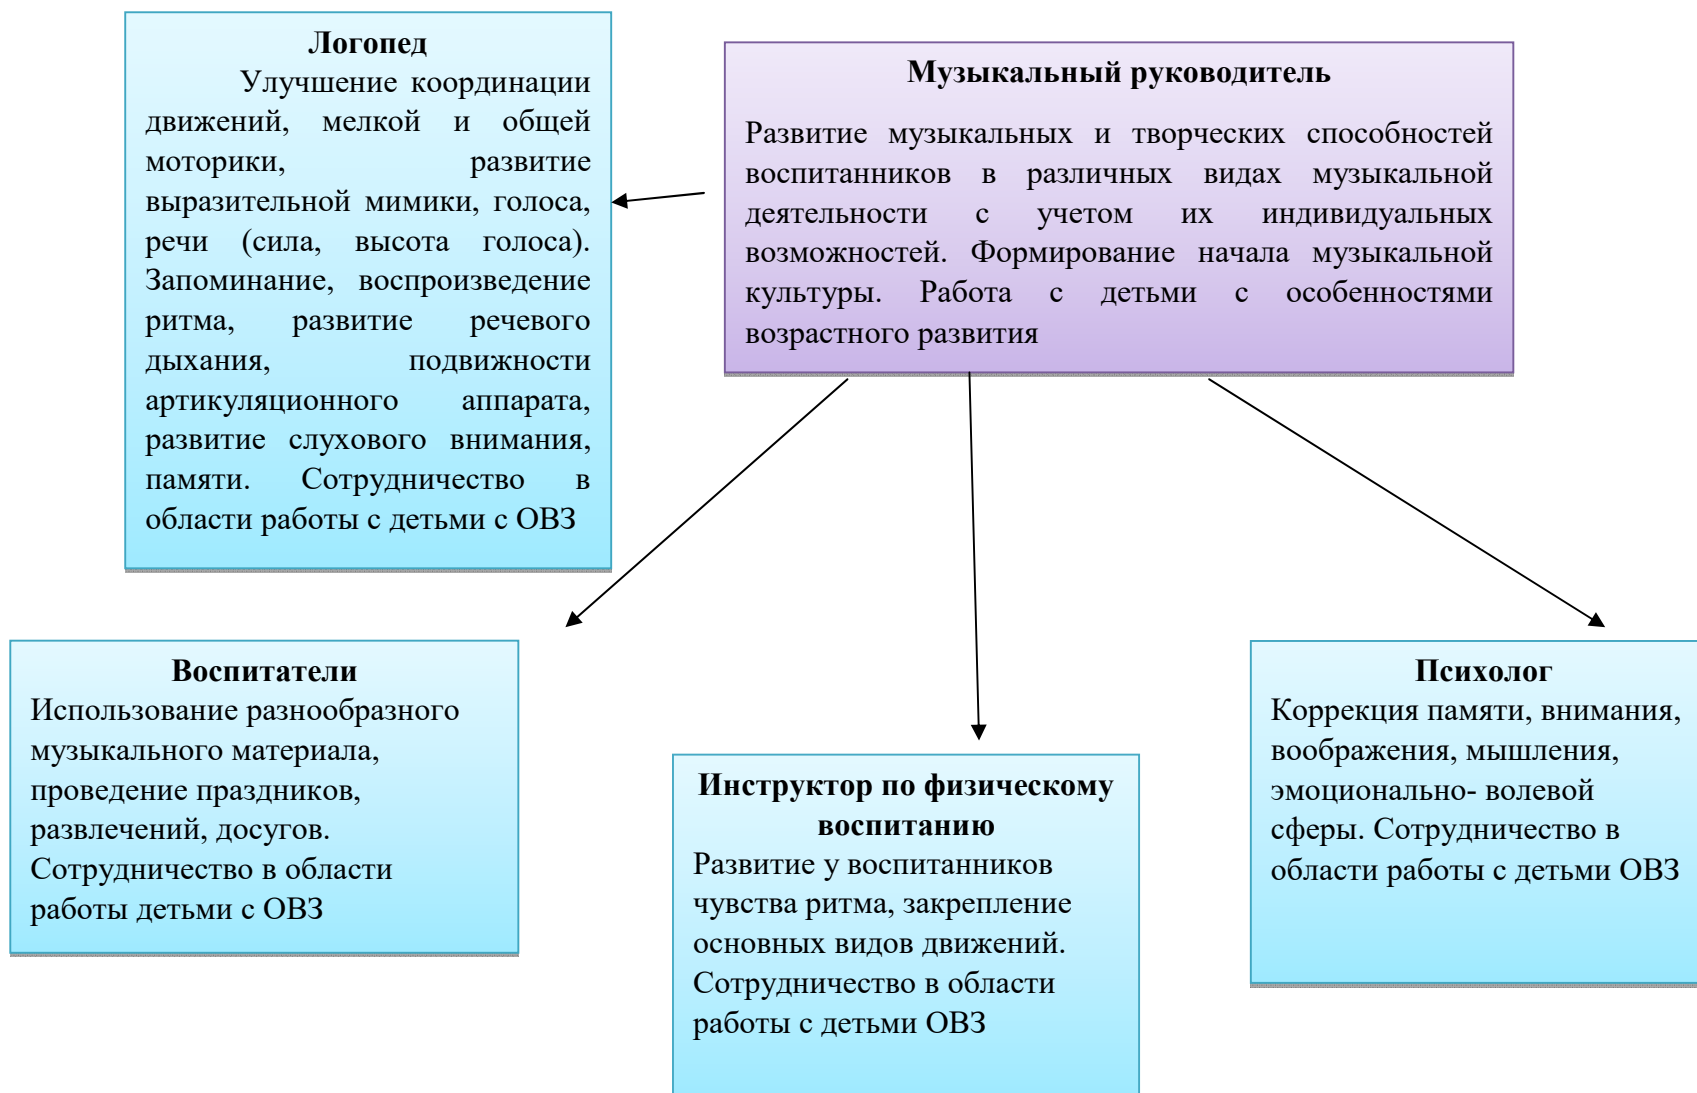 Логопед
Улучшение координации
движений, мелкой и общей
моторики, развитие
выразительной мимики, голоса,
речи (сила, высота голоса).
Запоминание, воспроизведение
ритма, развитие речевого
дыхания, подвижности
артикуляционного аппарата,
развитие слухового внимания,
памяти. Сотрудничество в
области работы с детьми с ОВЗ
Музыкальный руководитель
Развитие музыкальных и творческих способностей
воспитанников в различных видах музыкальной
деятельности с учетом их индивидуальных
возможностей. Формирование начала музыкальной
культуры. Работа с детьми с особенностями
возрастного развития
Воспитатели
Использование разнообразного
музыкального материала,
проведение праздников,
развлечений, досугов.
Сотрудничество в области
работы детьми с ОВЗ
Инструктор по физическому
воспитанию
Развитие у воспитанников
чувства ритма, закрепление
основных видов движений.
Сотрудничество в области
работы с детьми ОВЗ
Психолог
Коррекция памяти, внимания,
воображения, мышления,
эмоционально- волевой
сферы. Сотрудничество в
области работы с детьми ОВЗ